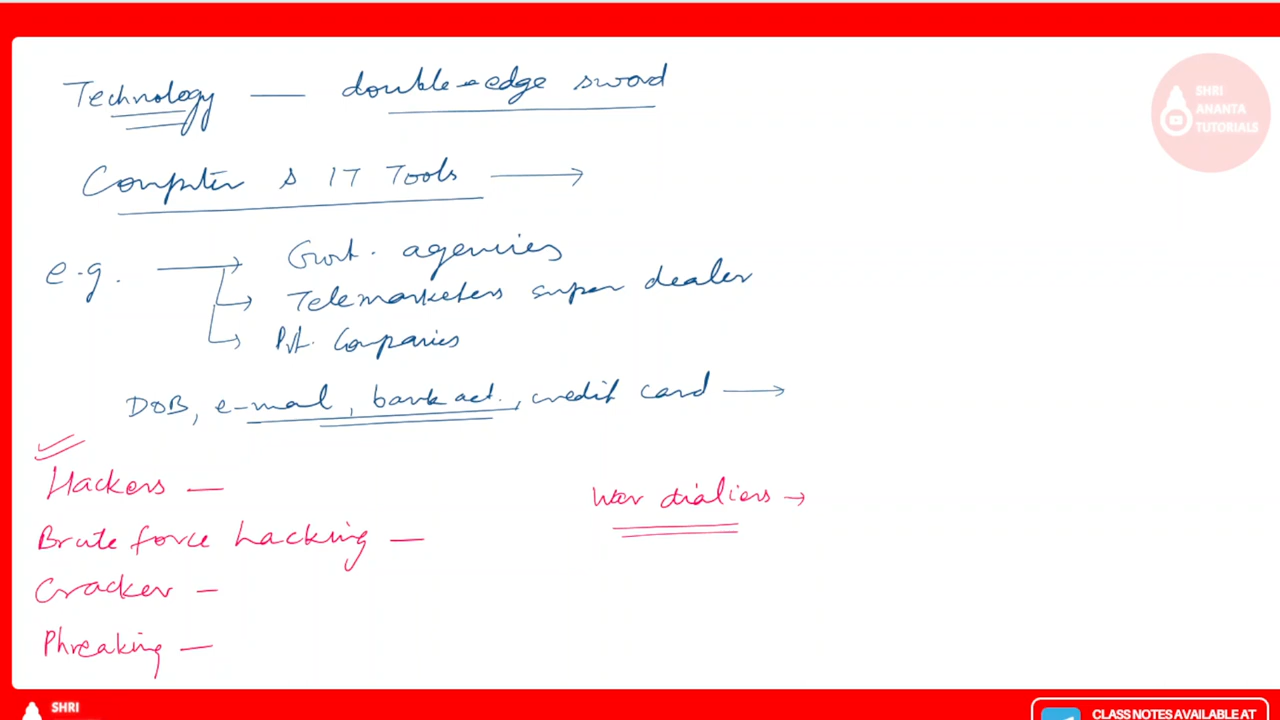 Technology — double-edge sword
SHRI
ANANTA
TUTORIALS
Computer & IT Tools →
e.g. → Govt. agencies
→ Telemarketers super dealer
→ Pvt. Companies
DOB, e-mail, bank act., credit card →
Hackers —
War dialiers →
Brute force hacking —
Cracker —
Phreaking —
SHRI
CLASS NOTES AVAILABLE AT